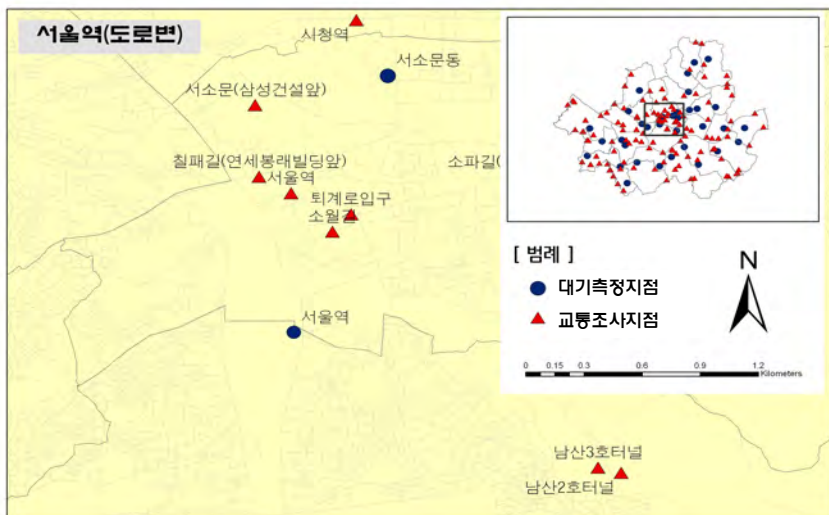 서울역(도로변)
시청역
서소문동
서소문(삼성건설앞)
칠패길(연세봉래빌딩앞)
소파길(
서울역
퇴계로입구
소월길
서울역
남산3호터널
남산2호터널
[ 범례 ]
대기측정지점
교통조사지점
N
0 0.15 0.3 0.6 0.9 1.2
Kilometers